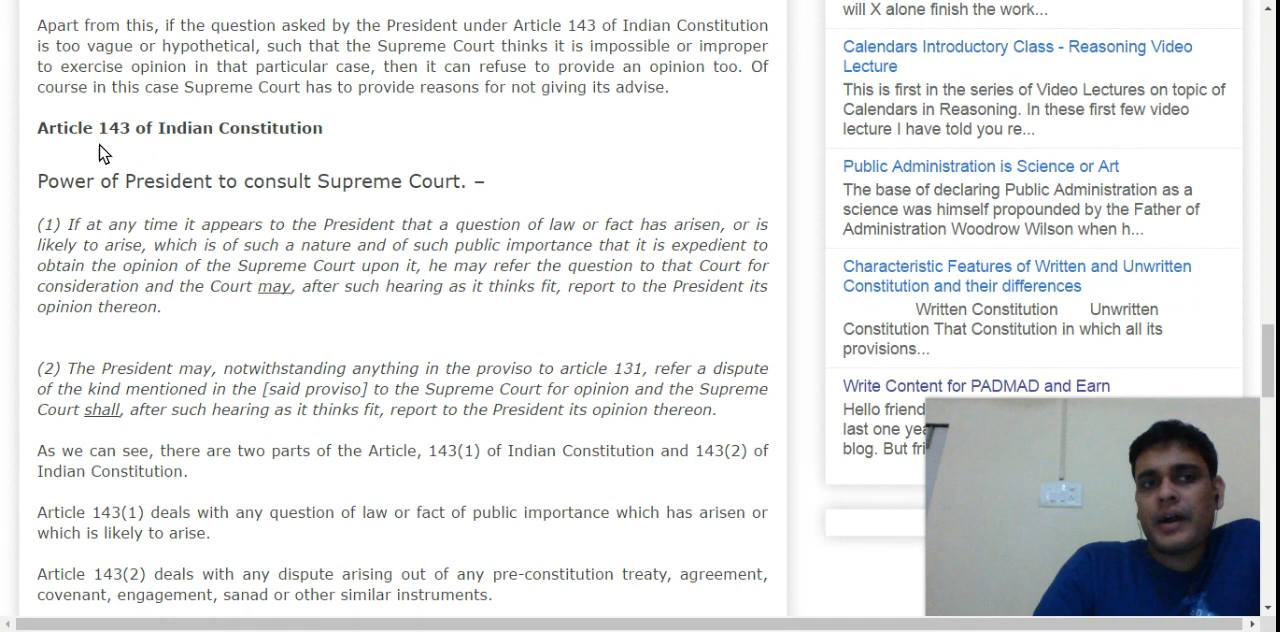 Apart from this, if the question asked by the President under Article 143 of Indian Constitution
is too vague or hypothetical, such that the Supreme Court thinks it is impossible or improper
to exercise opinion in that particular case, then it can refuse to provide an opinion too. Of
course in this case Supreme Court has to provide reasons for not giving its advise.
Article 143 of Indian Constitution
Power of President to consult Supreme Court. –
(1) If at any time it appears to the President that a question of law or fact has arisen, or is
likely to arise, which is of such a nature and of such public importance that it is expedient to
obtain the opinion of the Supreme Court upon it, he may refer the question to that Court for
consideration and the Court may, after such hearing as it thinks fit, report to the President its
opinion thereon.
(2) The President may, notwithstanding anything in the proviso to article 131, refer a dispute
of the kind mentioned in the [said proviso] to the Supreme Court for opinion and the Supreme
Court shall, after such hearing as it thinks fit, report to the President its opinion thereon.
As we can see, there are two parts of the Article, 143(1) of Indian Constitution and 143(2) of
Indian Constitution.
Article 143(1) deals with any question of law or fact of public importance which has arisen or
which is likely to arise.
Article 143(2) deals with any dispute arising out of any pre-constitution treaty, agreement,
covenant, engagement, sanad or other similar instruments.
will X alone finish the work...
Calendars Introductory Class - Reasoning Video
Lecture
This is first in the series of Video Lectures on topic of
Calendars in Reasoning. In these first few video
lecture I have told you re...
Public Administration is Science or Art
The base of declaring Public Administration as a
science was himself propounded by the Father of
Administration Woodrow Wilson when h...
Characteristic Features of Written and Unwritten
Constitution and their differences
Written Constitution Unwritten
Constitution That Constitution in which all its
provisions...
Write Content for PADMAD and Earn
Hello friend
last one yea
blog. But fri